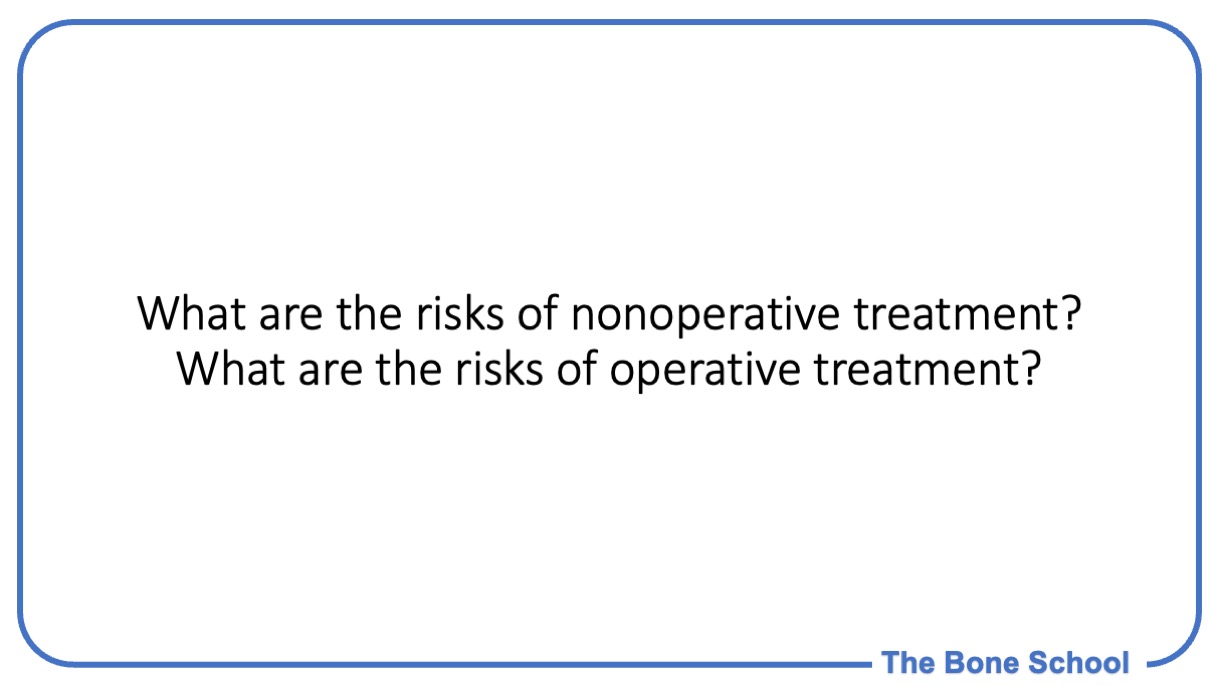 What are the risks of nonoperative treatment?
What are the risks of operative treatment?
The Bone School